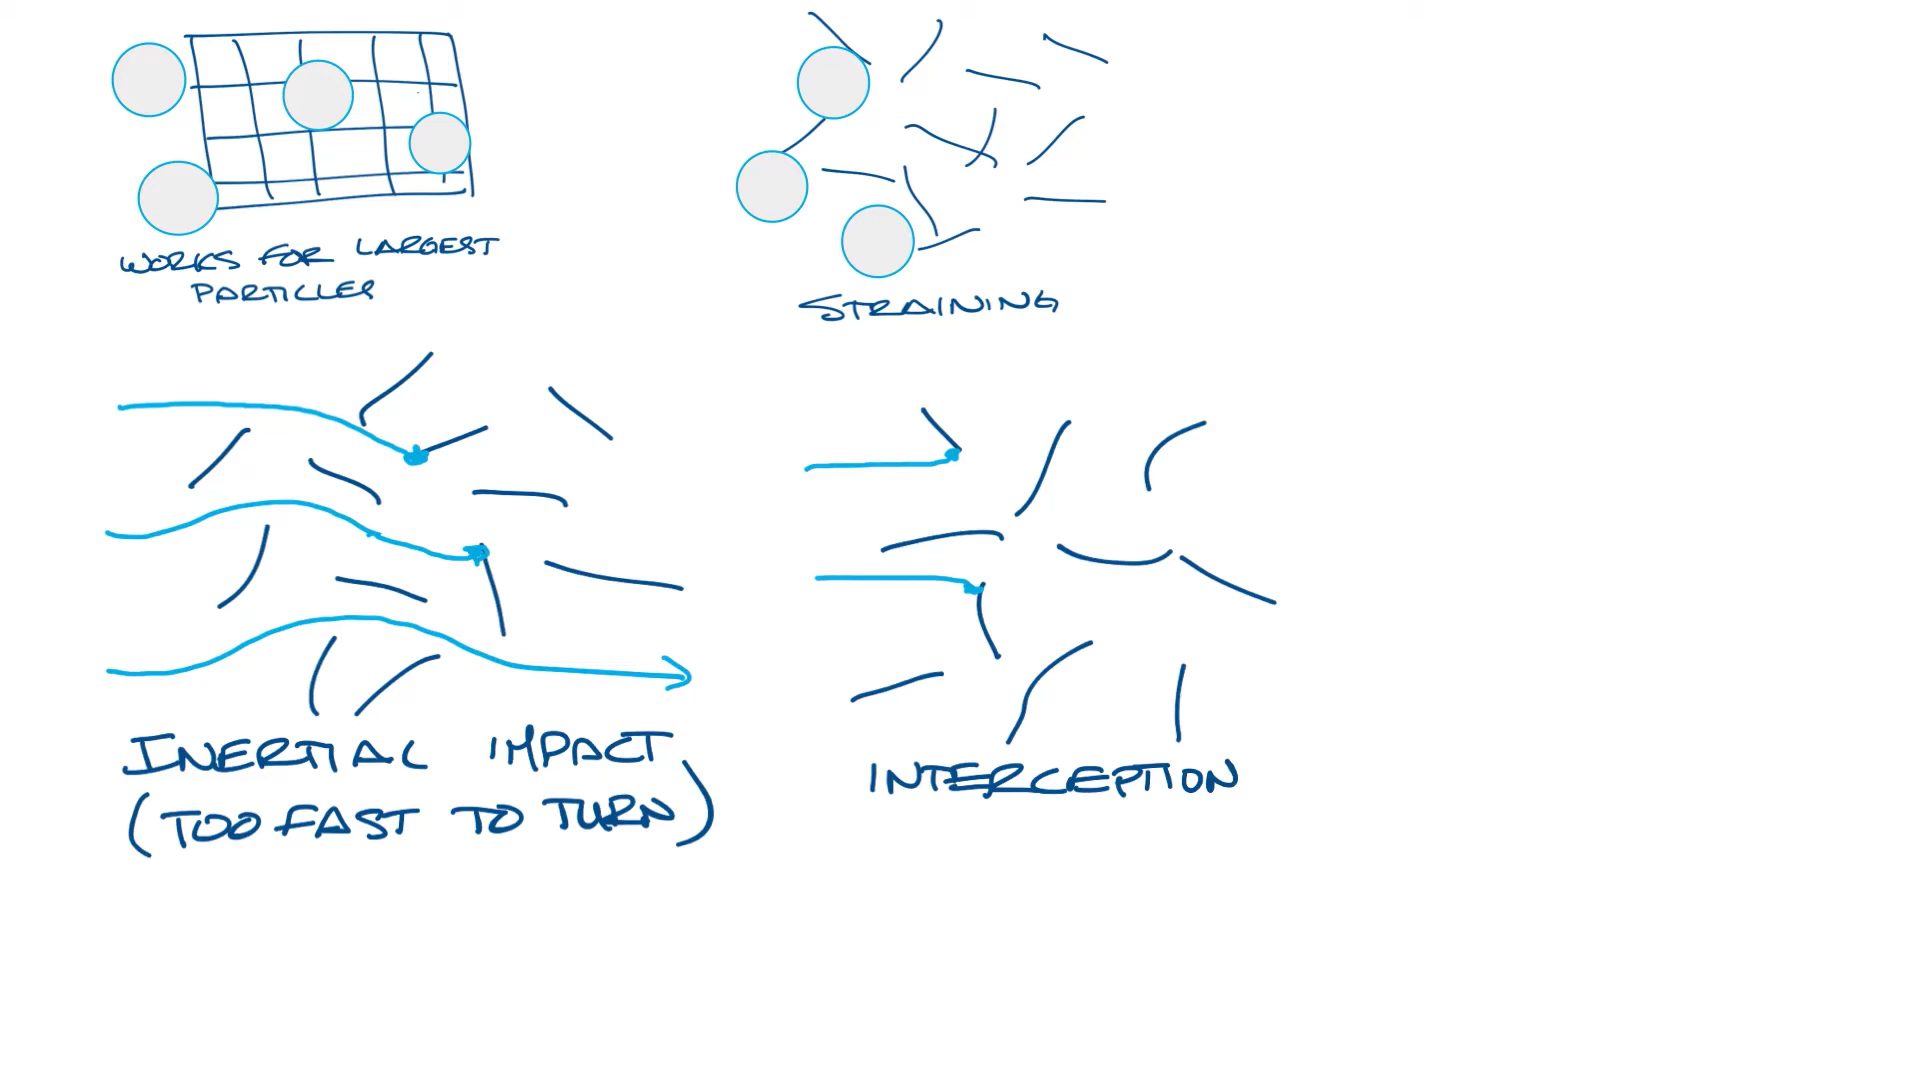 WORKS FOR LARGEST
PARTICLES
STRAINING
INERTIAL IMPACT
(TOO FAST TO TURN)
INTERCEPTION